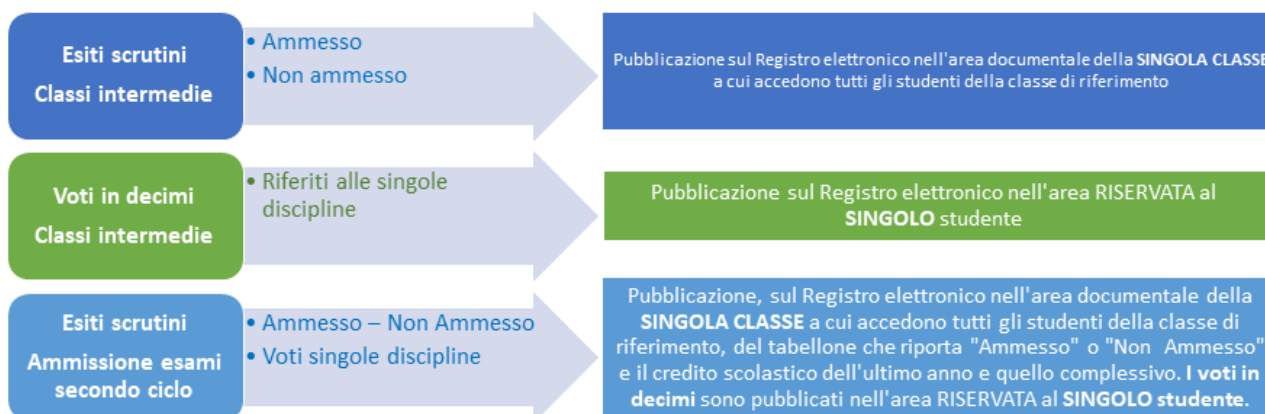 Esiti scrutini
Classi intermedie
• Ammesso
• Non ammesso
Pubblicazione sul Registro elettronico nell'area documentale della SINGOLA CLASSE
a cui accedono tutti gli studenti della classe di riferimento
Voti in decimi
Classi intermedie
• Riferiti alle singole
discipline
Pubblicazione sul Registro elettronico nell'area RISERVATA al
SINGOLO studente
Esiti scrutini
Ammissione esami
secondo ciclo
• Ammesso – Non Ammesso
• Voti singole discipline
Pubblicazione, sul Registro elettronico nell'area documentale della
SINGOLA CLASSE a cui accedono tutti gli studenti della classe di
riferimento, del tabellone che riporta "Ammesso" o "Non Ammesso"
e il credito scolastico dell'ultimo anno e quello complessivo. I voti in
decimi sono pubblicati nell'area RISERVATA al SINGOLO studente.